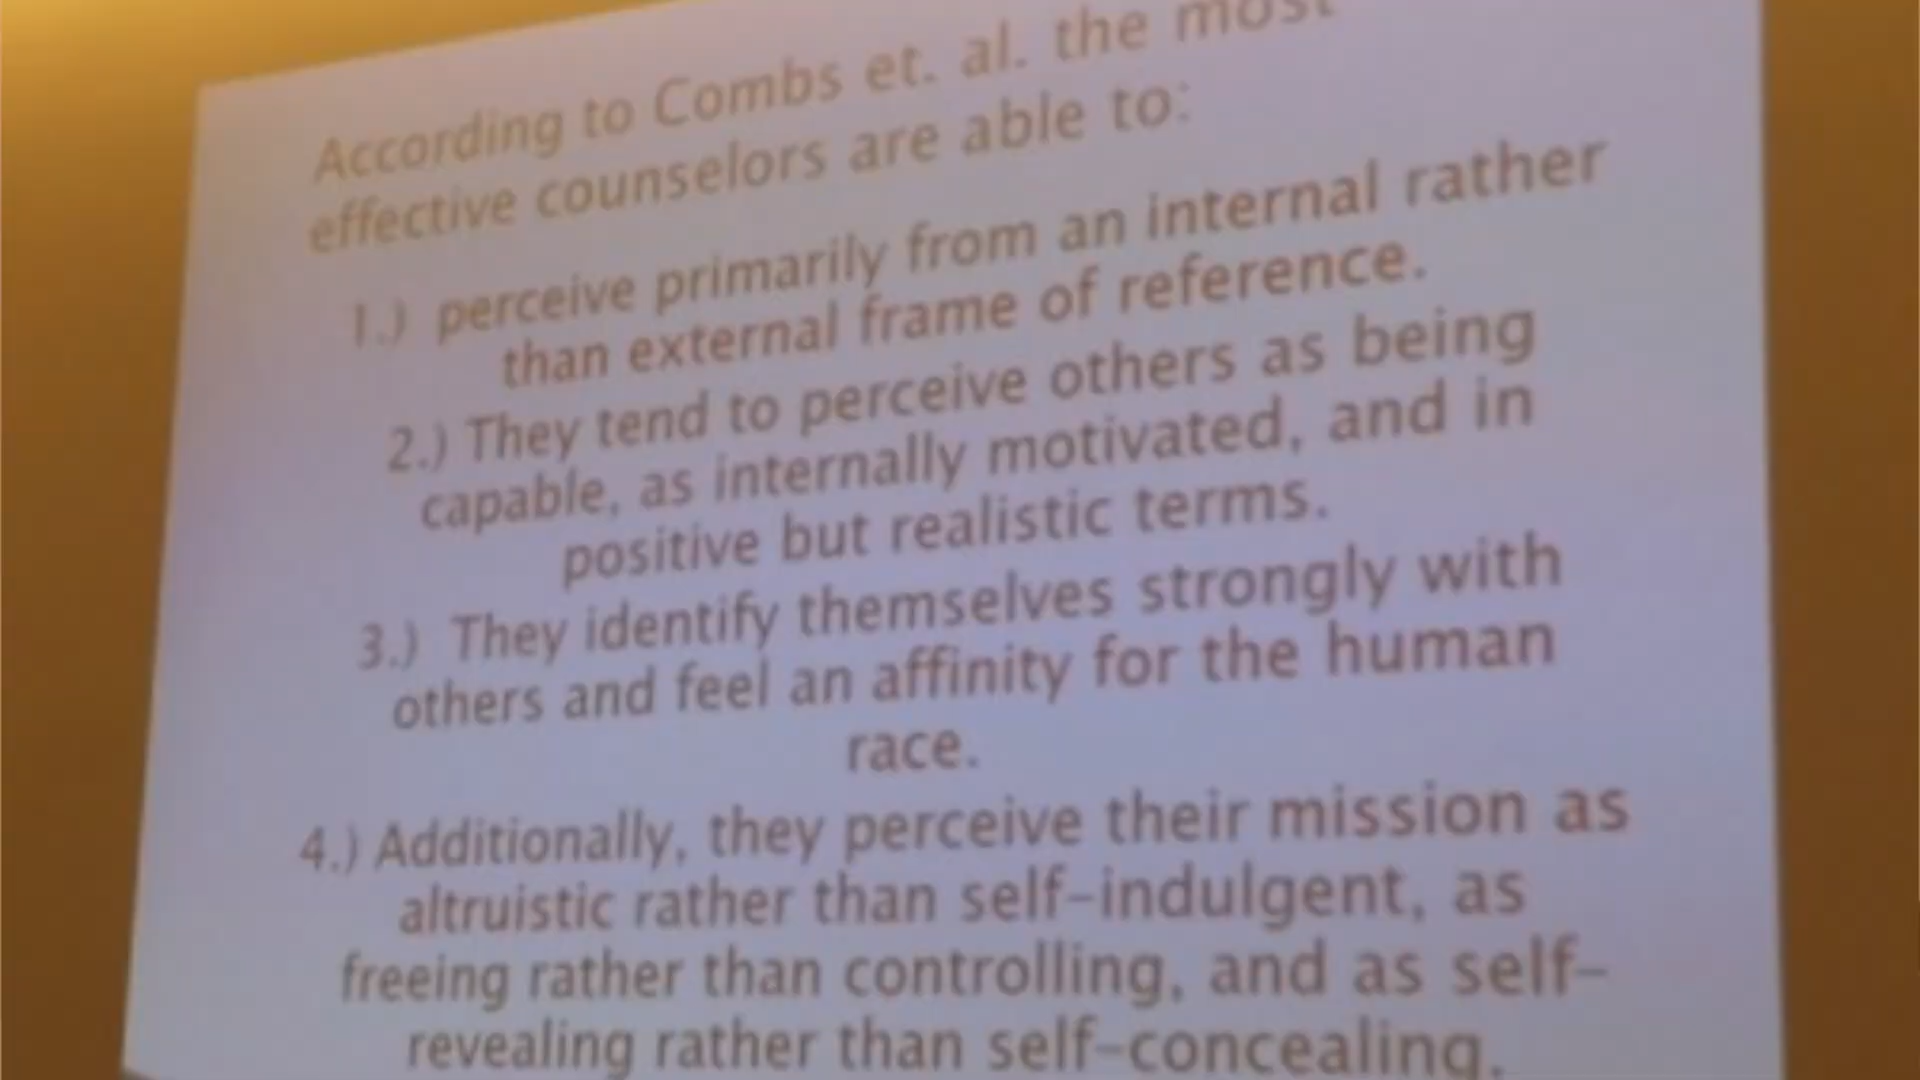 According to Combs et. al. the most
effective counselors are able to:
1.) perceive primarily from an internal rather
than external frame of reference.
2.) They tend to perceive others as being
capable, as internally motivated, and in
positive but realistic terms.
3.) They identify themselves strongly with
others and feel an affinity for the human
race.
4.) Additionally, they perceive their mission as
altruistic rather than self-indulgent, as
freeing rather than controlling, and as self-
revealing rather than self-concealing.